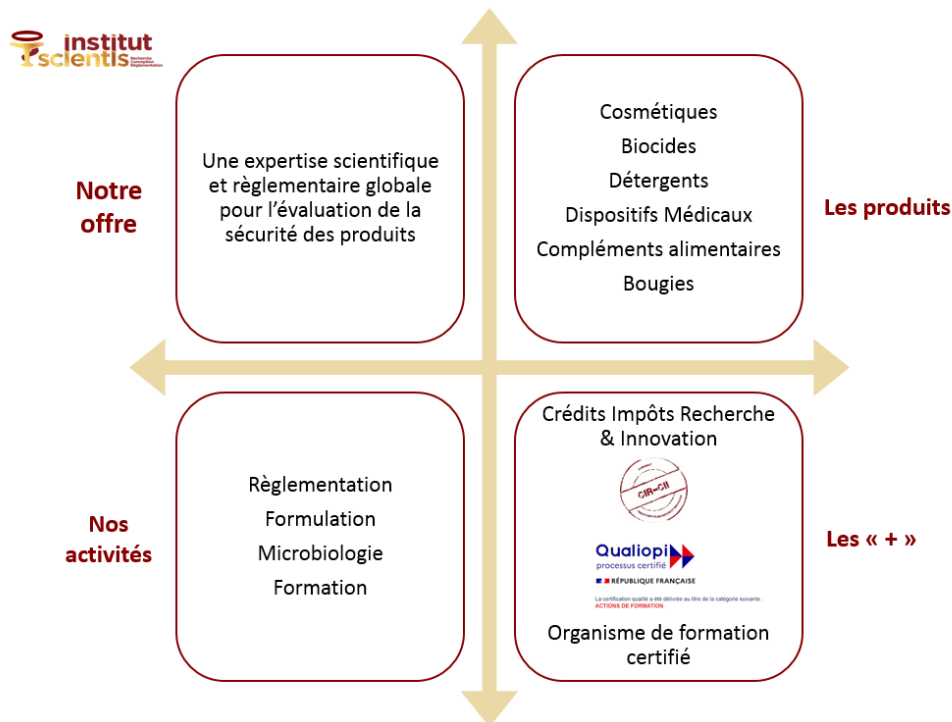 institut
scientis
Recherche
Conception
Réglementation
Notre
offre
Une expertise scientifique
et règlementaire globale
pour l'évaluation de la
sécurité des produits
Cosmétiques
Biocides
Détergents
Dispositifs Médicaux
Compléments alimentaires
Bougies
Les produits
Nos
activités
Règlementation
Formulation
Microbiologie
Formation
Crédits Impôts Recherche
& Innovation
CIR-CII
Qualiopi
processus certifié
RÉPUBLIQUE FRANÇAISE
La certification qualité a été délivrée au titre de la catégorie suivante :
ACTIONS DE FORMATION
Organisme de formation
certifié
Les « + »